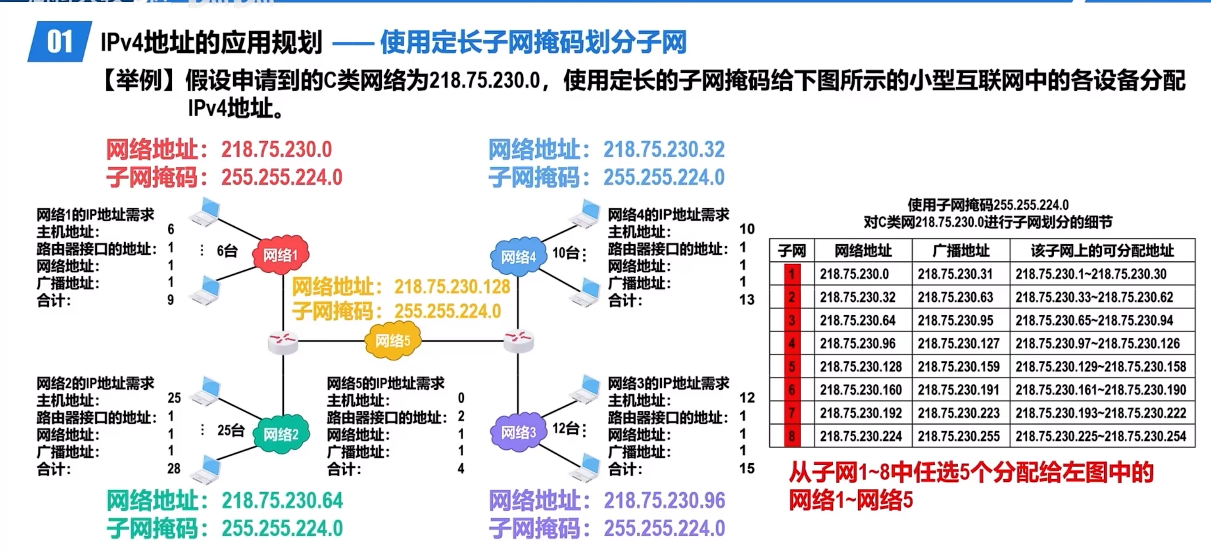 01 IPv4地址的应用规划 —— 使用定长子网掩码划分子网
【举例】假设申请到的C类网络为218.75.230.0，使用定长的子网掩码给下图所示的小型互联网中的各设备分配
IPv4地址。
网络地址：218.75.230.0
子网掩码：255.255.224.0
网络地址：218.75.230.32
子网掩码：255.255.224.0
网络1的IP地址需求
主机地址： 6
路由器接口的地址： 1
网络地址： 1
广播地址： 1
合计： 9
6台
网络1
网络4
10台
网络4的IP地址需求
主机地址： 10
路由器接口的地址： 1
网络地址： 1
广播地址： 1
合计： 13
网络地址：218.75.230.128
子网掩码：255.255.224.0
网络5
网络2的IP地址需求
主机地址： 25
路由器接口的地址： 1
网络地址： 1
广播地址： 1
合计： 28
25台
网络2
网络5的IP地址需求
主机地址： 0
路由器接口的地址： 2
网络地址： 1
广播地址： 1
合计： 4
网络3
12台
网络3的IP地址需求
主机地址： 12
路由器接口的地址： 1
网络地址： 1
广播地址： 1
合计： 15
网络地址：218.75.230.64
子网掩码：255.255.224.0
网络地址：218.75.230.96
子网掩码：255.255.224.0
使用子网掩码255.255.224.0
对C类网218.75.230.0进行子网划分的细节
子网 网络地址 广播地址 该子网上的可分配地址
1 218.75.230.0 218.75.230.31 218.75.230.1~218.75.230.30
2 218.75.230.32 218.75.230.63 218.75.230.33~218.75.230.62
3 218.75.230.64 218.75.230.95 218.75.230.65~218.75.230.94
4 218.75.230.96 218.75.230.127 218.75.230.97~218.75.230.126
5 218.75.230.128 218.75.230.159 218.75.230.129~218.75.230.158
6 218.75.230.160 218.75.230.191 218.75.230.161~218.75.230.190
7 218.75.230.192 218.75.230.223 218.75.230.193~218.75.230.222
8 218.75.230.224 218.75.230.255 218.75.230.225~218.75.230.254
从子网1~8中任选5个分配给左图中的
网络1~网络5